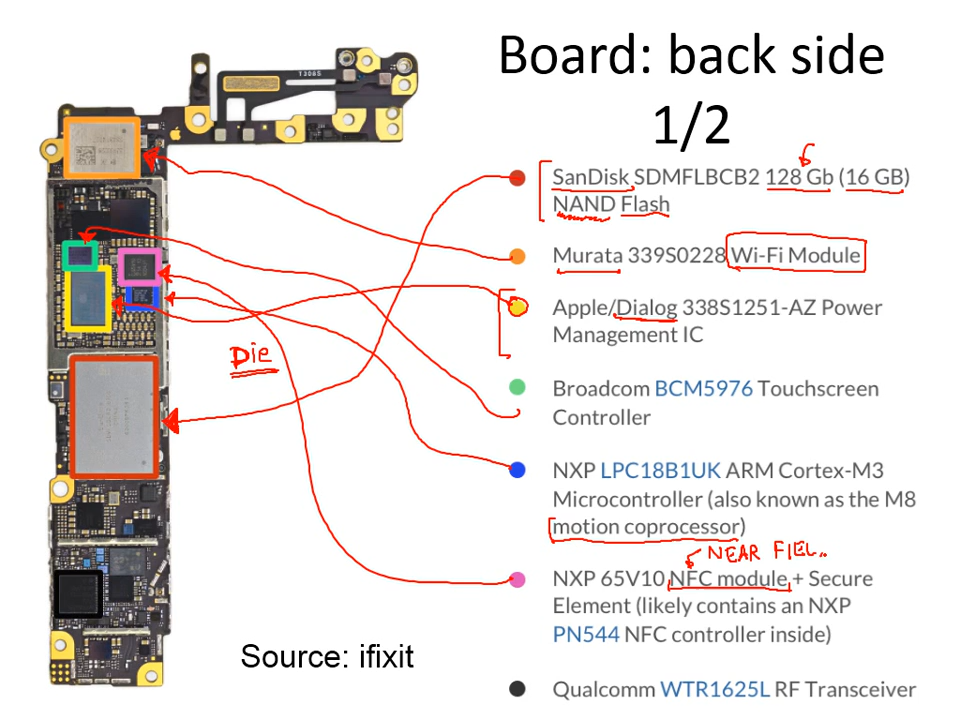 Board: back side
1/2
T308S
SanDisk SDMFLBCB2 128 Gb (16 GB)
NAND Flash
Murata 339S0228 Wi-Fi Module
Apple/Dialog 338S1251-AZ Power
Management IC
Die
Broadcom BCM5976 Touchscreen
Controller
NXP LPC18B1UK ARM Cortex-M3
Microcontroller (also known as the M8
motion coprocessor)
NEAR FIEL..
NXP 65V10 NFC module + Secure
Element (likely contains an NXP
PN544 NFC controller inside)
Source: ifixit
Qualcomm WTR1625L RF Transceiver